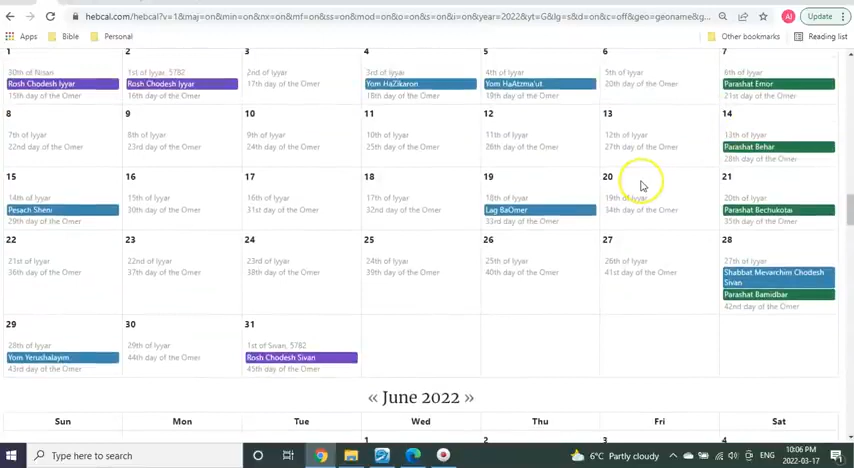 hebcal.com/hebcal?v=1&maj=on&min=on&nx=on&mf=on&ss=on&mod=on&o=on&s=on&i=on&year=2022&yt=G&lg=s&d=on&c=off&geo=geoname&g...
AI
Update
Apps Bible Personal Other bookmarks Reading list
1 2 3 4 5 6 7
30th of Nisan 1st of Iyyar, 5782 2nd of Iyyar 3rd of Iyyar 4th of Iyyar 5th of Iyyar 6th of Iyyar
Rosh Chodesh Iyyar Rosh Chodesh Iyyar 17th day of the Omer Yom HaZikaron Yom HaAtzma'ut 20th day of the Omer Parashat Emor
15th day of the Omer 16th day of the Omer 18th day of the Omer 19th day of the Omer 21st day of the Omer
8 9 10 11 12 13 14
7th of Iyyar 8th of Iyyar 9th of Iyyar 10th of Iyyar 11th of Iyyar 12th of Iyyar 13th of Iyyar
22nd day of the Omer 23rd day of the Omer 24th day of the Omer 25th day of the Omer 26th day of the Omer 27th day of the Omer Parashat Behar
28th day of the Omer
15 16 17 18 19 20 21
14th of Iyyar 15th of Iyyar 16th of Iyyar 17th of Iyyar 18th of Iyyar 19th of Iyyar 20th of Iyyar
Pesach Sheni 30th day of the Omer 31st day of the Omer 32nd day of the Omer Lag BaOmer 34th day of the Omer Parashat Bechukotai
29th day of the Omer 33rd day of the Omer 35th day of the Omer
22 23 24 25 26 27 28
21st of Iyyar 22nd of Iyyar 23rd of Iyyar 24th of Iyyar 25th of Iyyar 26th of Iyyar 27th of Iyyar
36th day of the Omer 37th day of the Omer 38th day of the Omer 39th day of the Omer 40th day of the Omer 41st day of the Omer Shabbat Mevarchim Chodesh
Sivan
Parashat Bamidbar
42nd day of the Omer
29 30 31
28th of Iyyar 29th of Iyyar 1st of Sivan, 5782
Yom Yerushalayim 44th day of the Omer Rosh Chodesh Sivan
43rd day of the Omer 45th day of the Omer
« June 2022 »
Sun Mon Tue Wed Thu Fri Sat
1 2 3 4
Type here to search 6°C Partly cloudy ENG 10:06 PM
2022-03-17